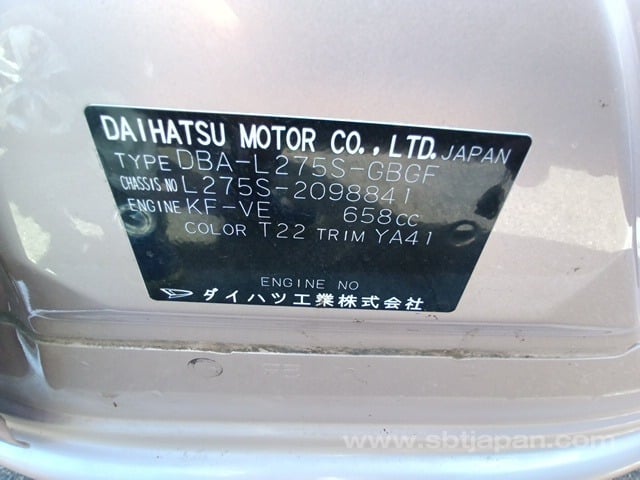 DAIHATSU MOTOR CO., LTD. JAPAN
TYPE DBA-L275S-GBGF
CHASSIS NO L275S-2098841
ENGINE KF-VE 658cc
COLOR T22 TRIM YA41
ENGINE NO
ダイハツ工業株式会社
www.sbtjapan.com